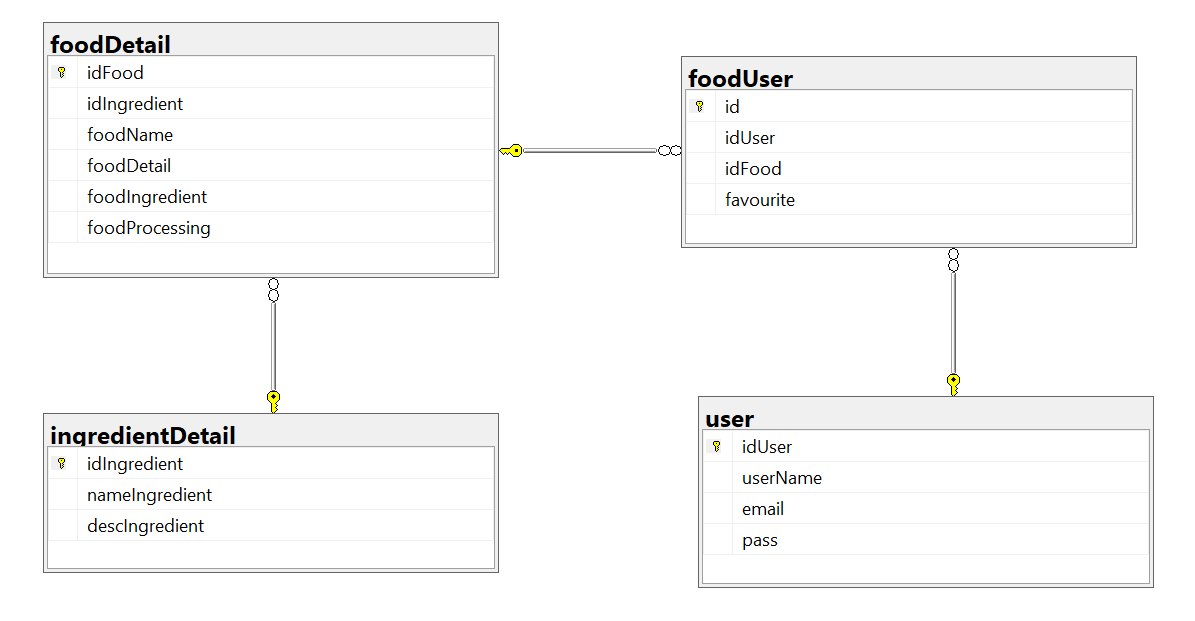 foodDetail
idFood
idIngredient
foodName
foodDetail
foodIngredient
foodProcessing
foodUser
id
idUser
idFood
favourite
ingredientDetail
idIngredient
nameIngredient
descIngredient
user
idUser
userName
email
pass